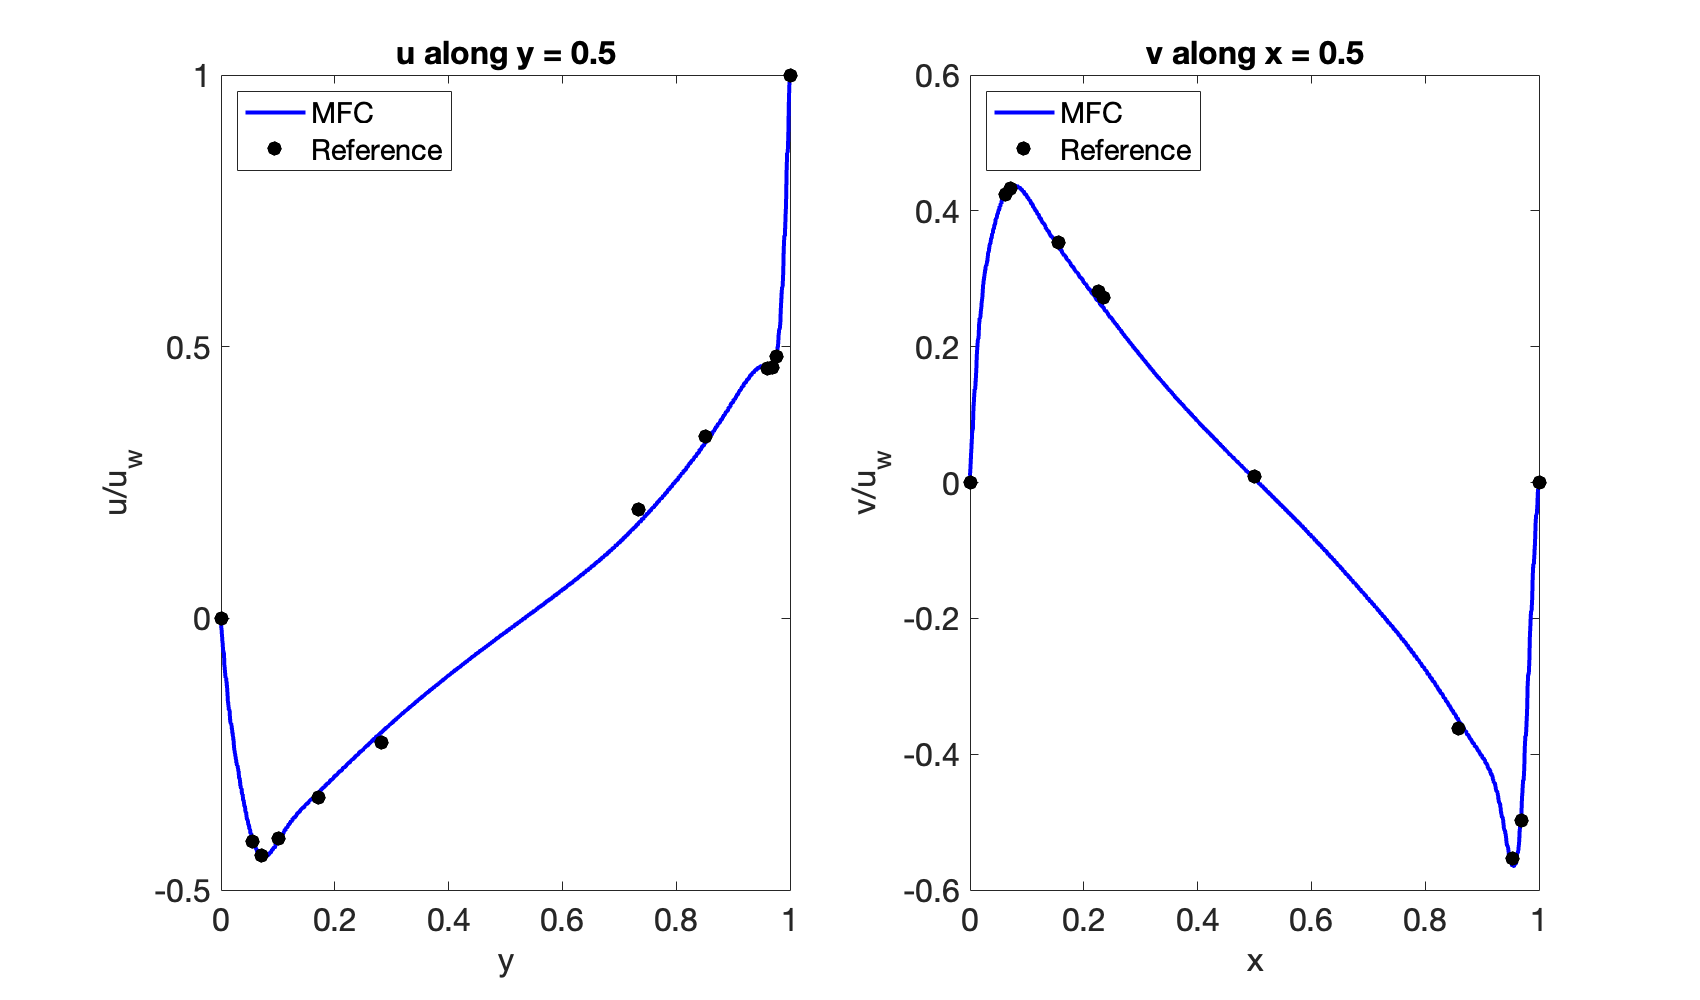 u along y = 0.5
MFC
Reference
1
0.5
0
-0.5
u/u_w
0 0.2 0.4 0.6 0.8 1
y
v along x = 0.5
MFC
Reference
0.6
0.4
0.2
0
-0.2
-0.4
-0.6
v/u_w
0 0.2 0.4 0.6 0.8 1
x